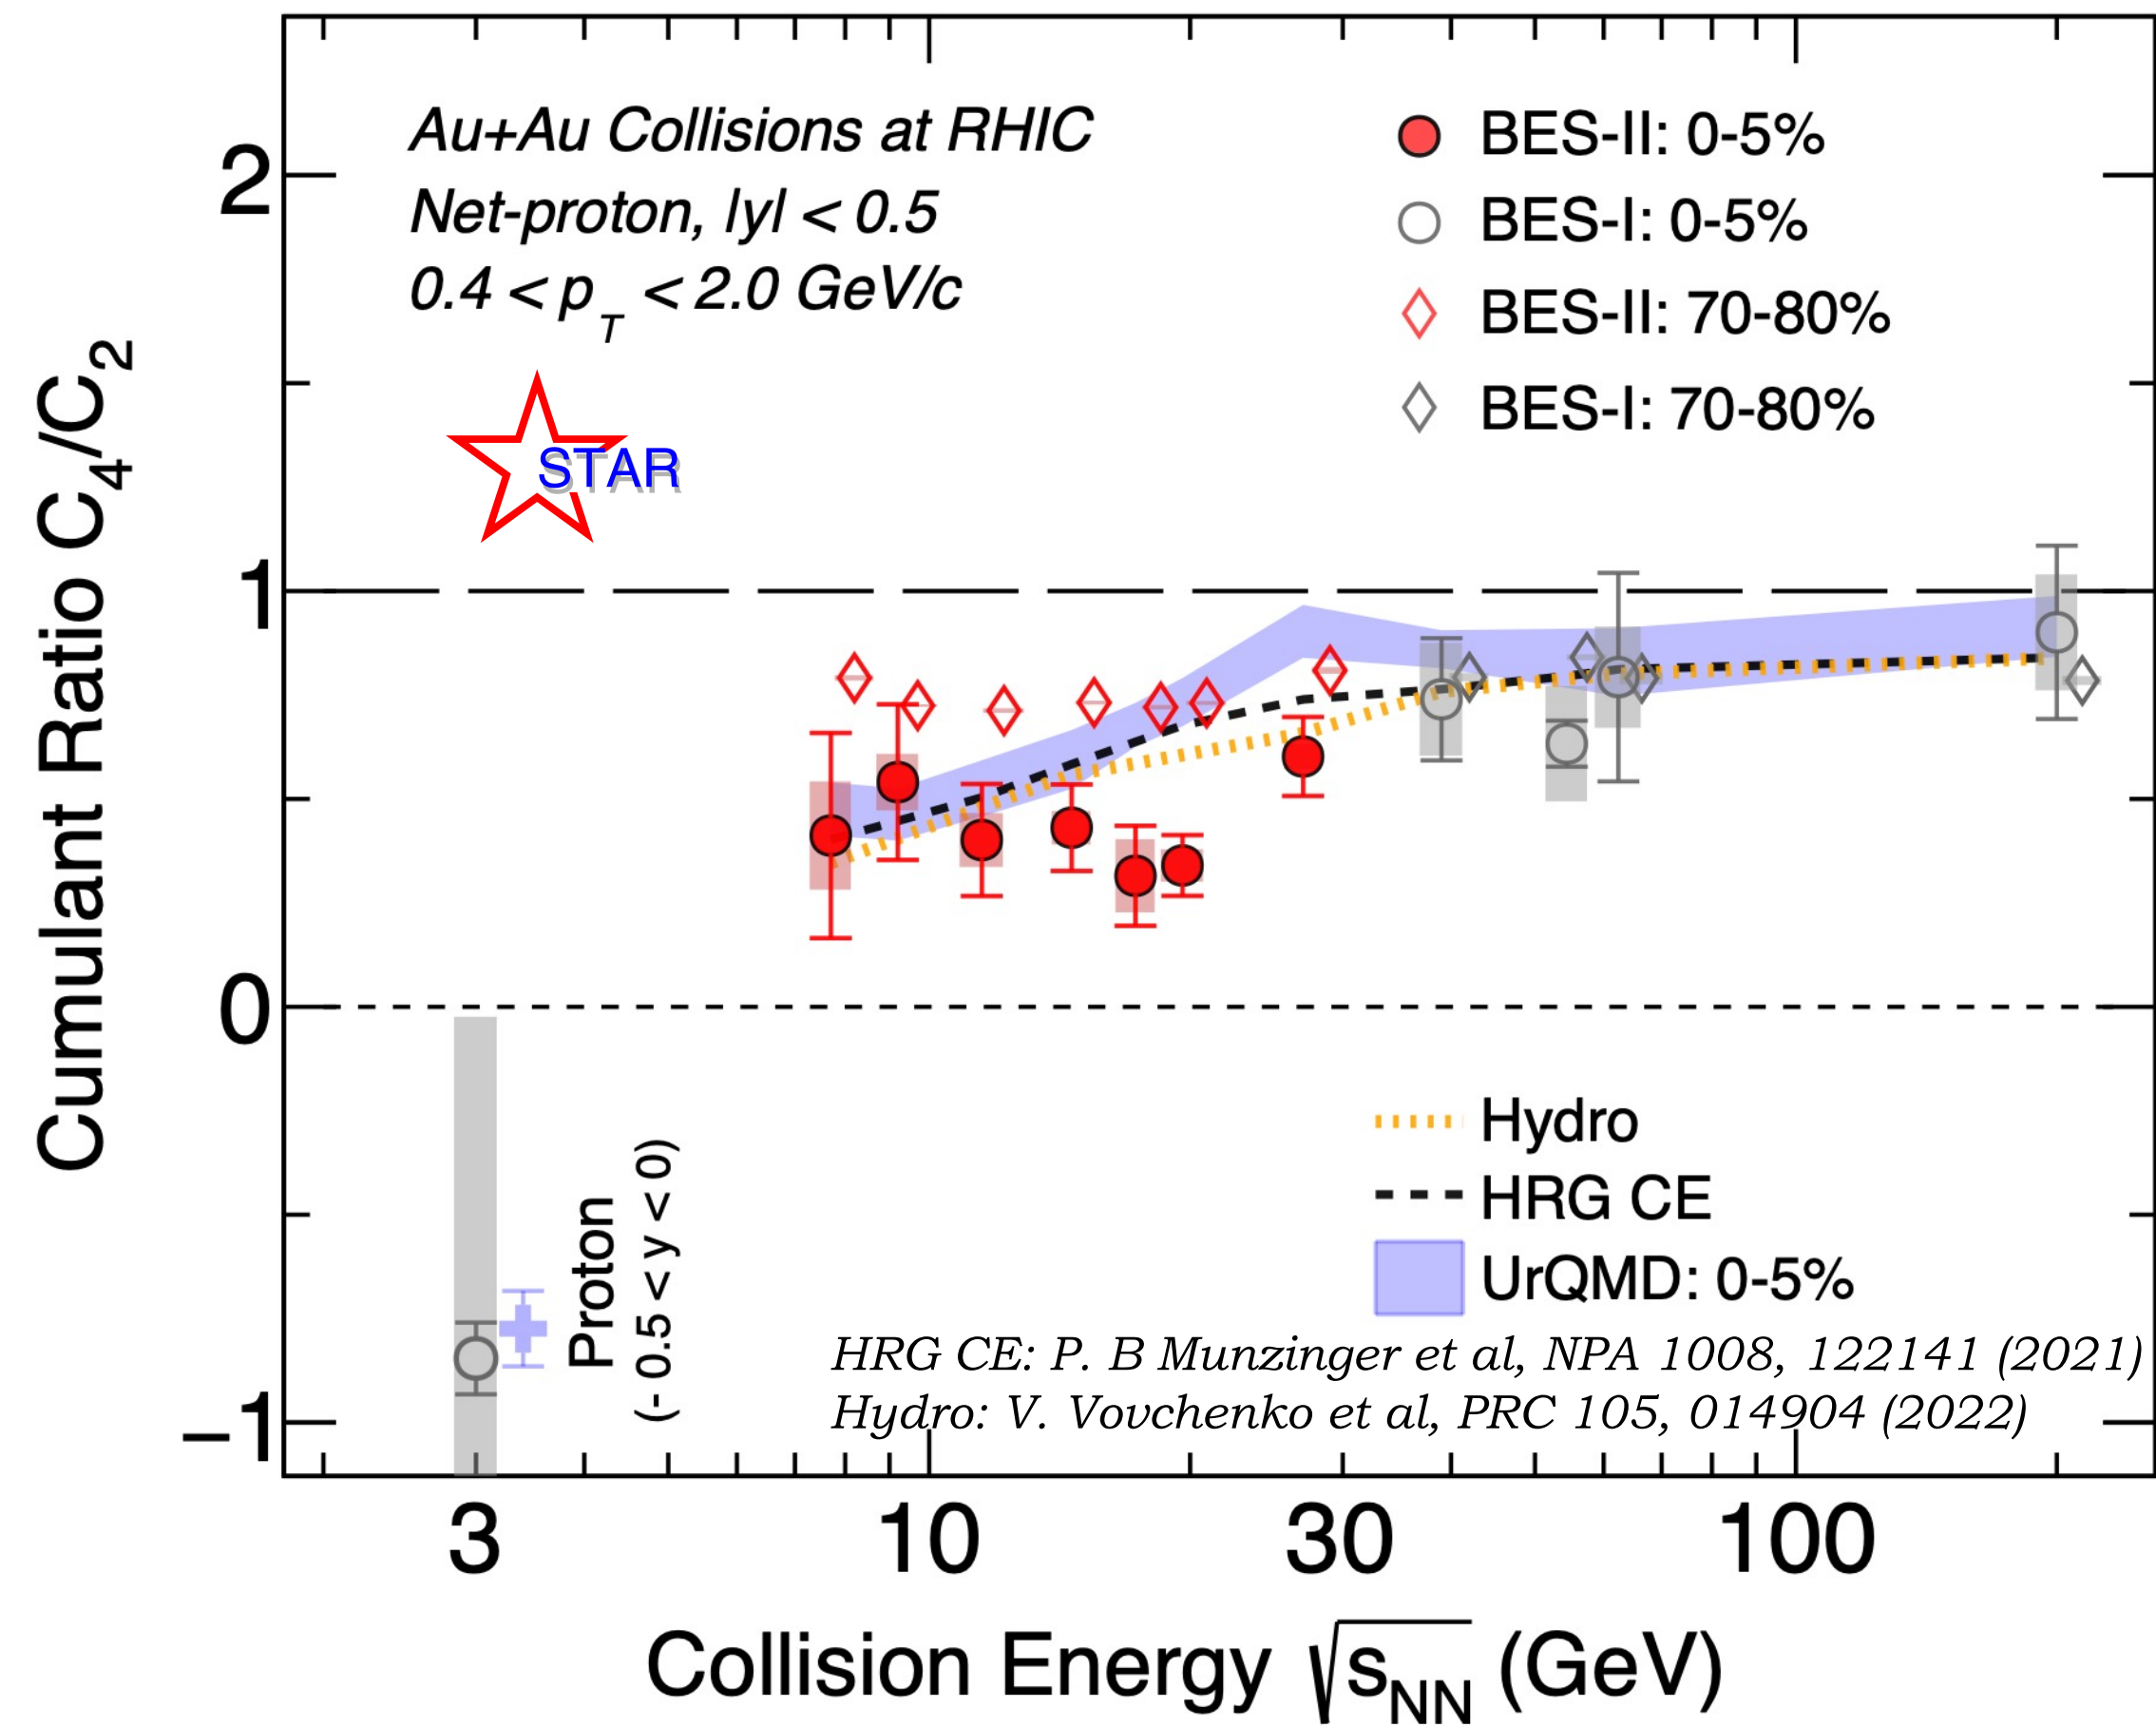 Au+Au Collisions at RHIC
Net-proton, |y| < 0.5
0.4 < p_T < 2.0 GeV/c
STAR
BES-II: 0-5%
BES-I: 0-5%
BES-II: 70-80%
BES-I: 70-80%
Cumulant Ratio C4/C2
2
1
0
−1
Proton
(- 0.5 < y < 0)
Hydro
HRG CE
UrQMD: 0-5%
HRG CE: P. B Munzinger et al, NPA 1008, 122141 (2021)
Hydro: V. Vovchenko et al, PRC 105, 014904 (2022)
3 10 30 100
Collision Energy √sNN (GeV)